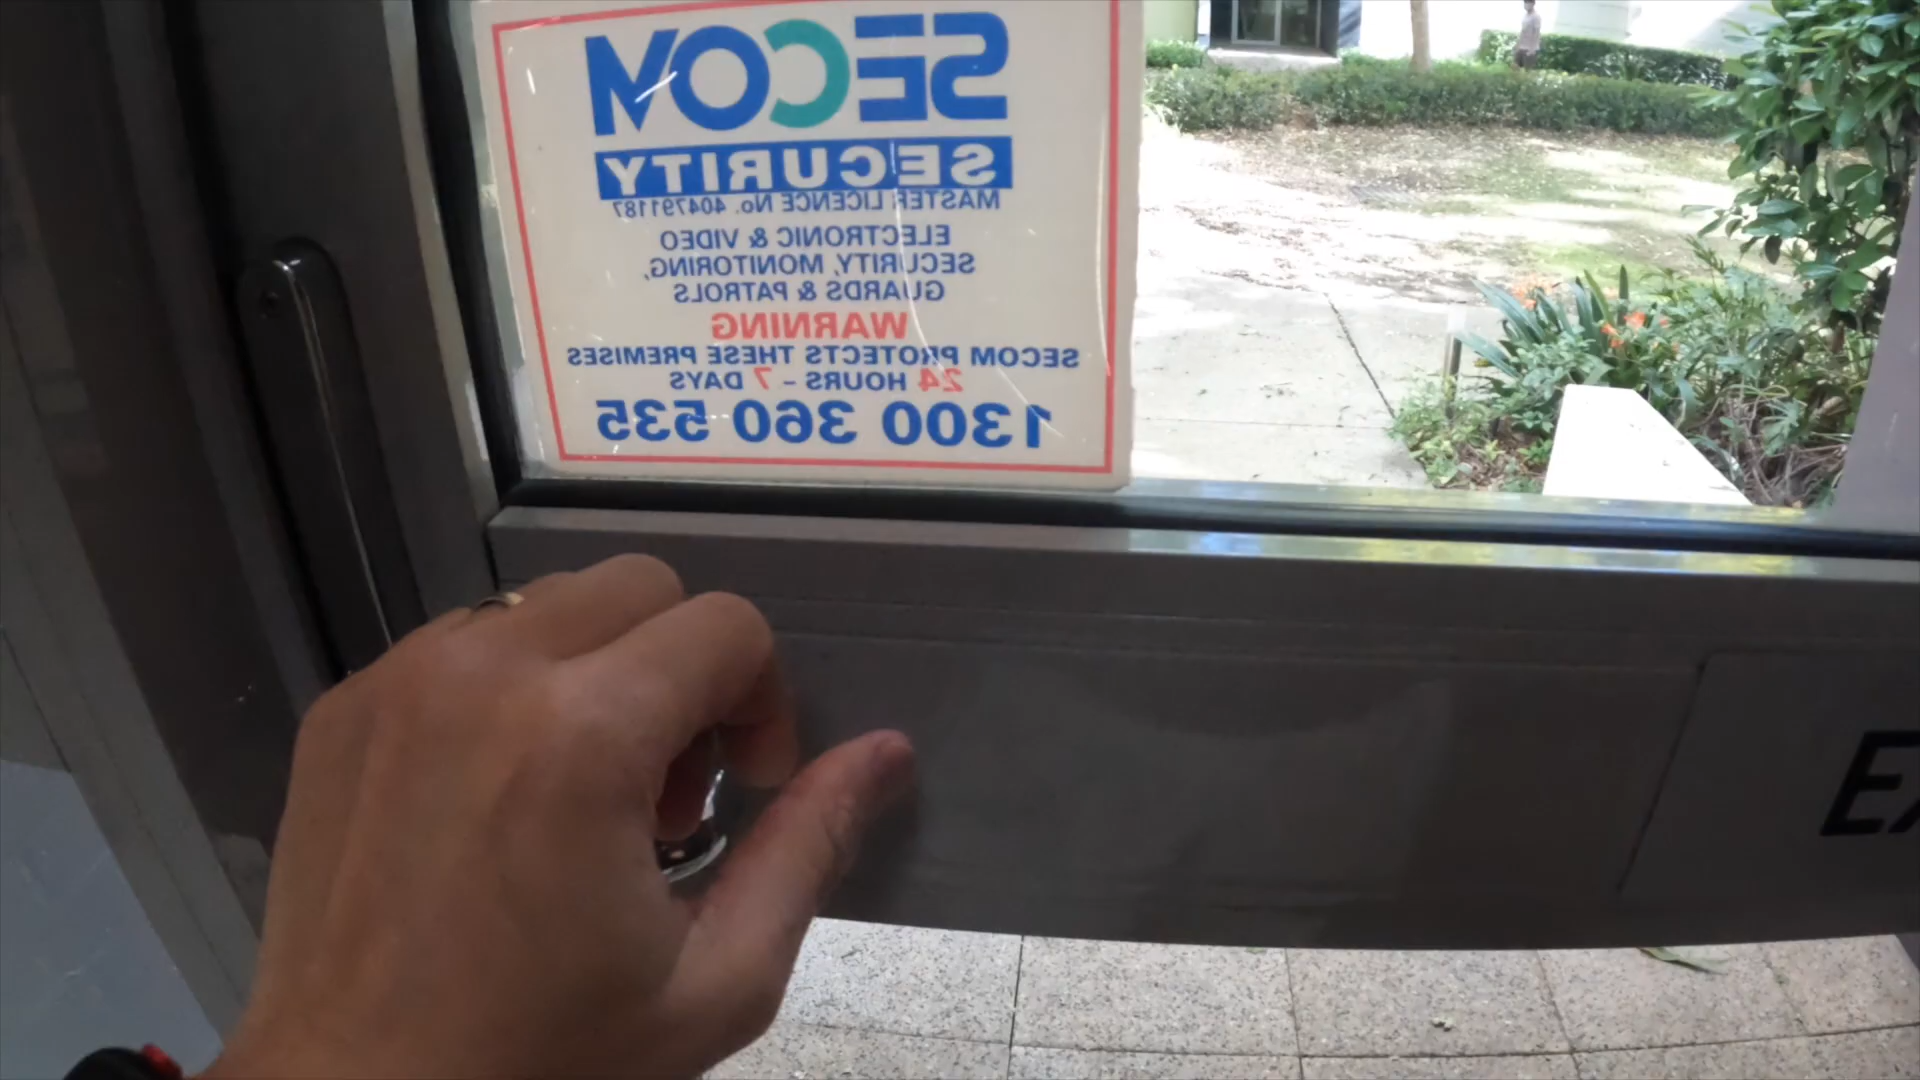 SECOM
SECURITY
MASTER LICENCE No. 404791187
ELECTRONIC & VIDEO
SECURITY, MONITORING,
GUARDS & PATROLS
WARNING
SECOM PROTECTS THESE PREMISES
24 HOURS - 7 DAYS
1300 360 535